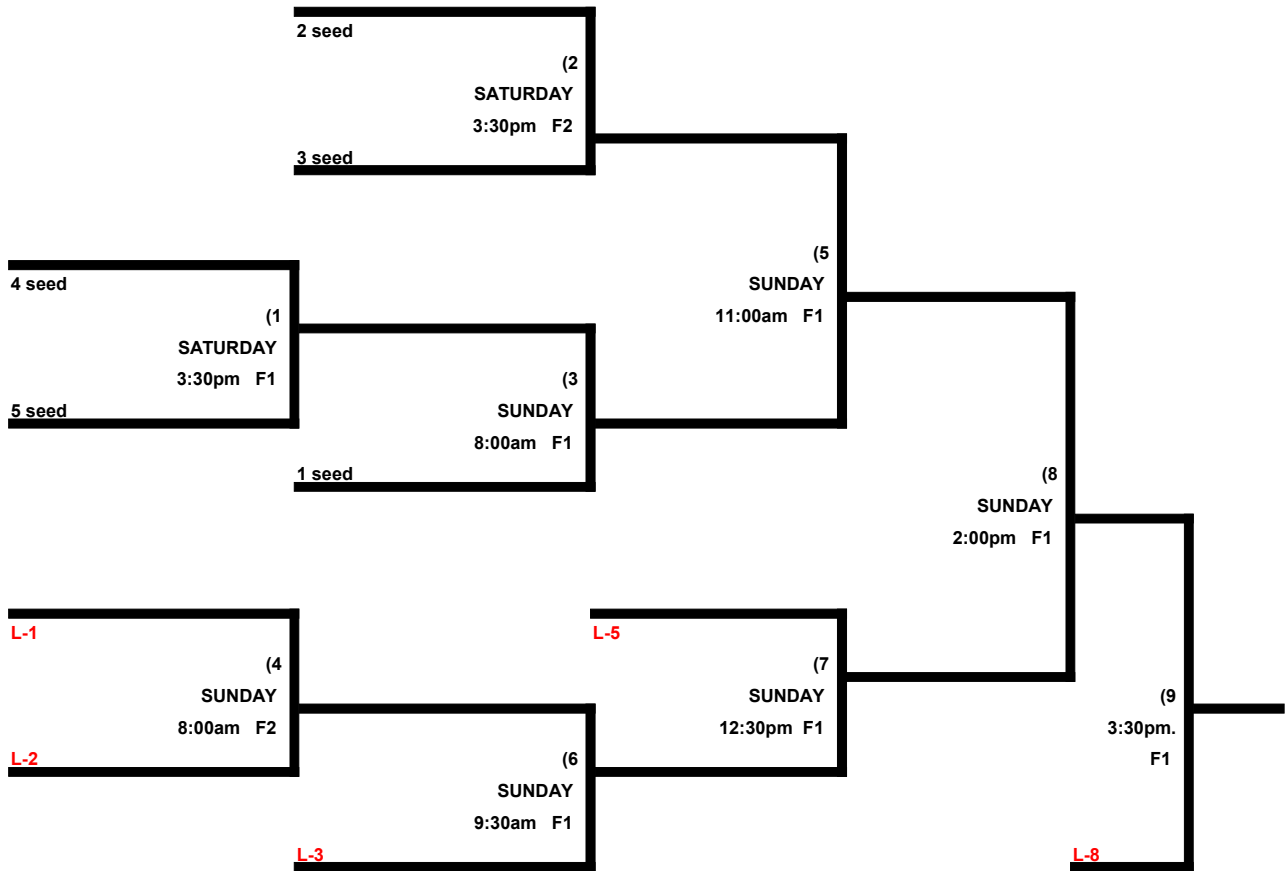 2 seed
(2
SATURDAY
3:30pm F2
3 seed
4 seed
(1
SATURDAY
3:30pm F1
5 seed
(3
SUNDAY
8:00am F1
1 seed
(5
SUNDAY
11:00am F1
(8
SUNDAY
2:00pm F1
L-1
(4
SUNDAY
8:00am F2
L-2
L-5
(7
SUNDAY
12:30pm F1
(6
SUNDAY
9:30am F1
L-3
(9
3:30pm.
F1
L-8